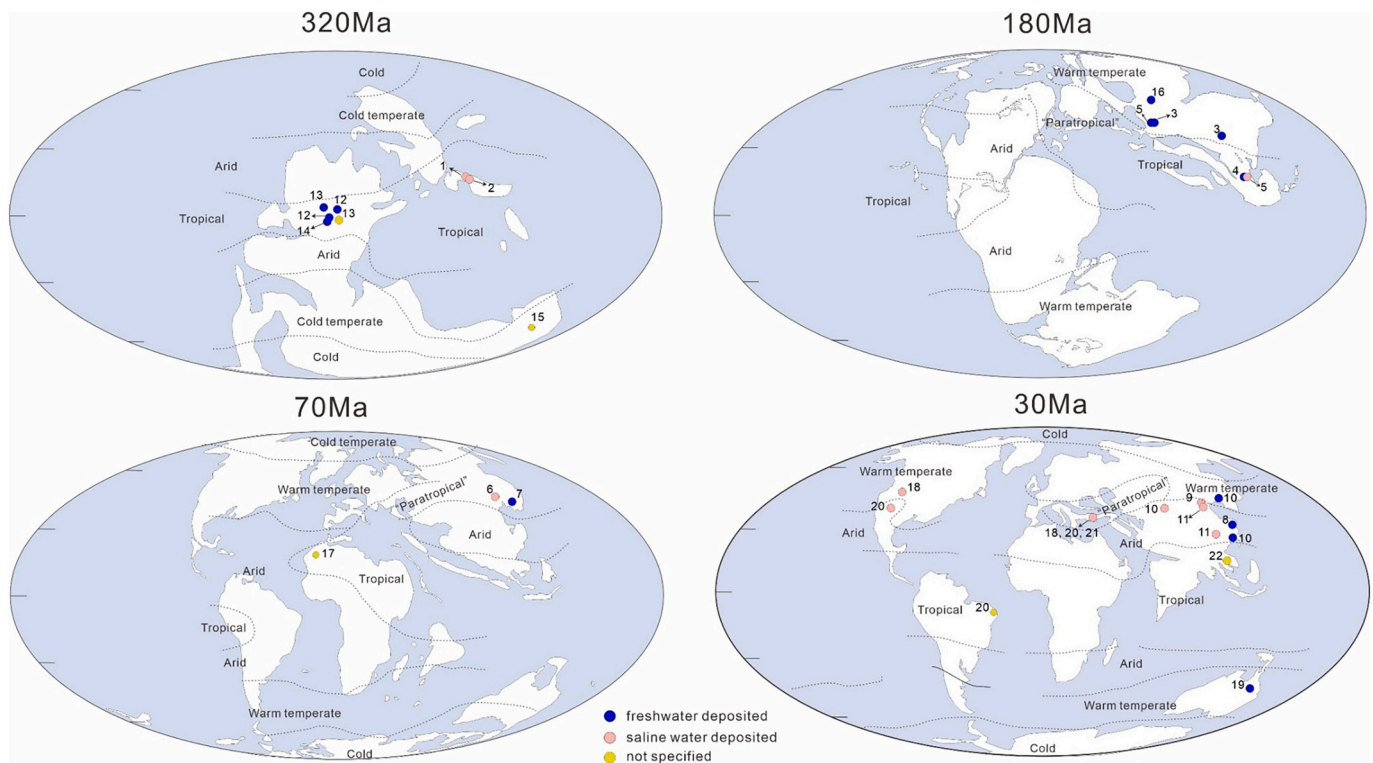 320Ma
Cold
Cold temperate
Arid
1
2
13 12
12 13
14
Tropical
Tropical
Arid
Cold temperate
15
Cold
180Ma
Warm temperate
16
5 3
"Paratropical"
3
Arid
Tropical
4
5
Tropical
Arid
Warm temperate
70Ma
Cold temperate
Warm temperate
"Paratropical"
6
7
Arid
17
Arid
Tropical
Tropical
Arid
Warm temperate
Cold
30Ma
Cold
Warm temperate
18
20
Arid
"Paratropical"
18, 20, 21
Warm temperate
9 10
10
11
8
11
10
Arid
22
Tropical
20
Tropical
Arid
19
Warm temperate
Cold
freshwater deposited
saline water deposited
not specified